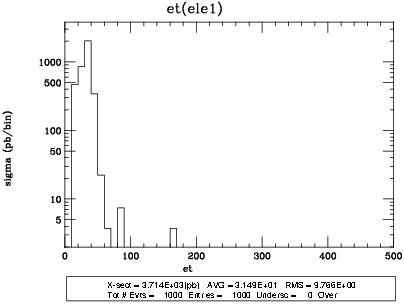 et(ele1)
sigma (pb/bin)
1000
500
100
50
10
5
0 100 200 300 400 500
et
X-sect = 3.714E+03(pb) AVG = 3.149E+01 RMS = 9.766E+00
Tot # Evts = 1000 Entries = 1000 Undersc = 0 Over